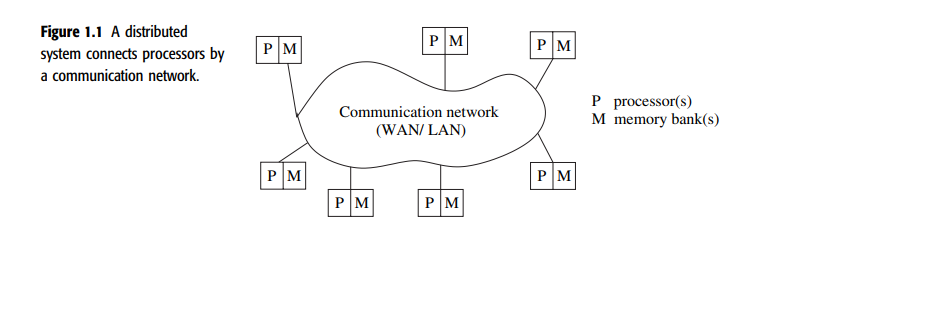 Figure 1.1 A distributed
system connects processors by
a communication network.
P M
P M
P M
Communication network
(WAN/ LAN)
P processor(s)
M memory bank(s)
P M
P M
P M
P M